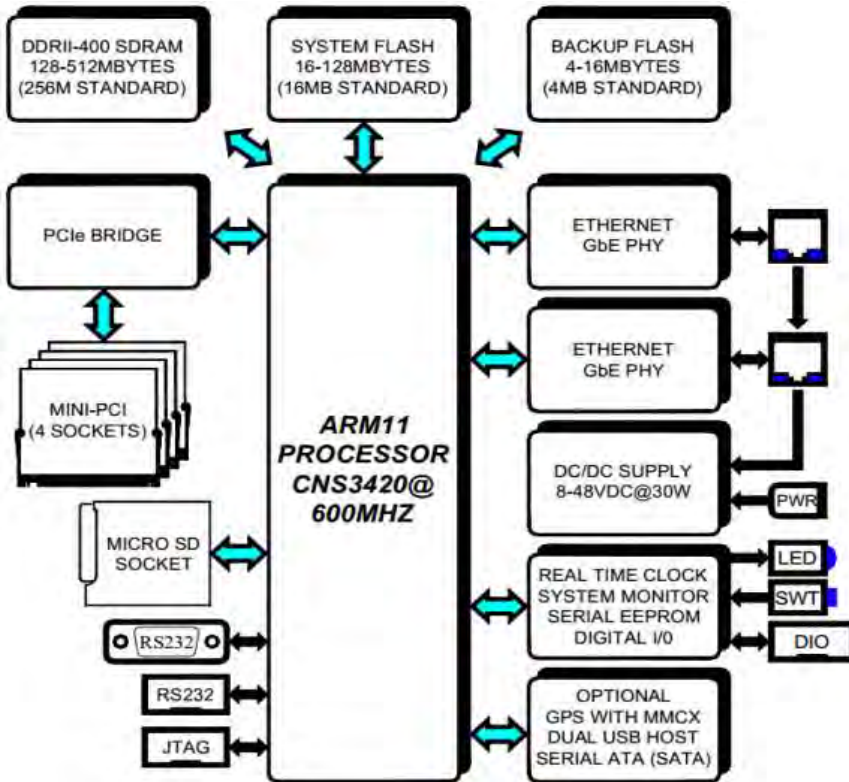 DDRII-400 SDRAM
128-512MBYTES
(256M STANDARD)
SYSTEM FLASH
16-128MBYTES
(16MB STANDARD)
BACKUP FLASH
4-16MBYTES
(4MB STANDARD)
PCIe BRIDGE
ETHERNET
GbE PHY
ETHERNET
GbE PHY
MINI-PCI
(4 SOCKETS)
ARM11
PROCESSOR
CNS3420@
600MHZ
DC/DC SUPPLY
8-48VDC@30W
PWR
MICRO SD
SOCKET
REAL TIME CLOCK
SYSTEM MONITOR
SERIAL EEPROM
DIGITAL I/0
LED
SWT
DIO
RS232
RS232
JTAG
OPTIONAL
GPS WITH MMCX
DUAL USB HOST
SERIAL ATA (SATA)